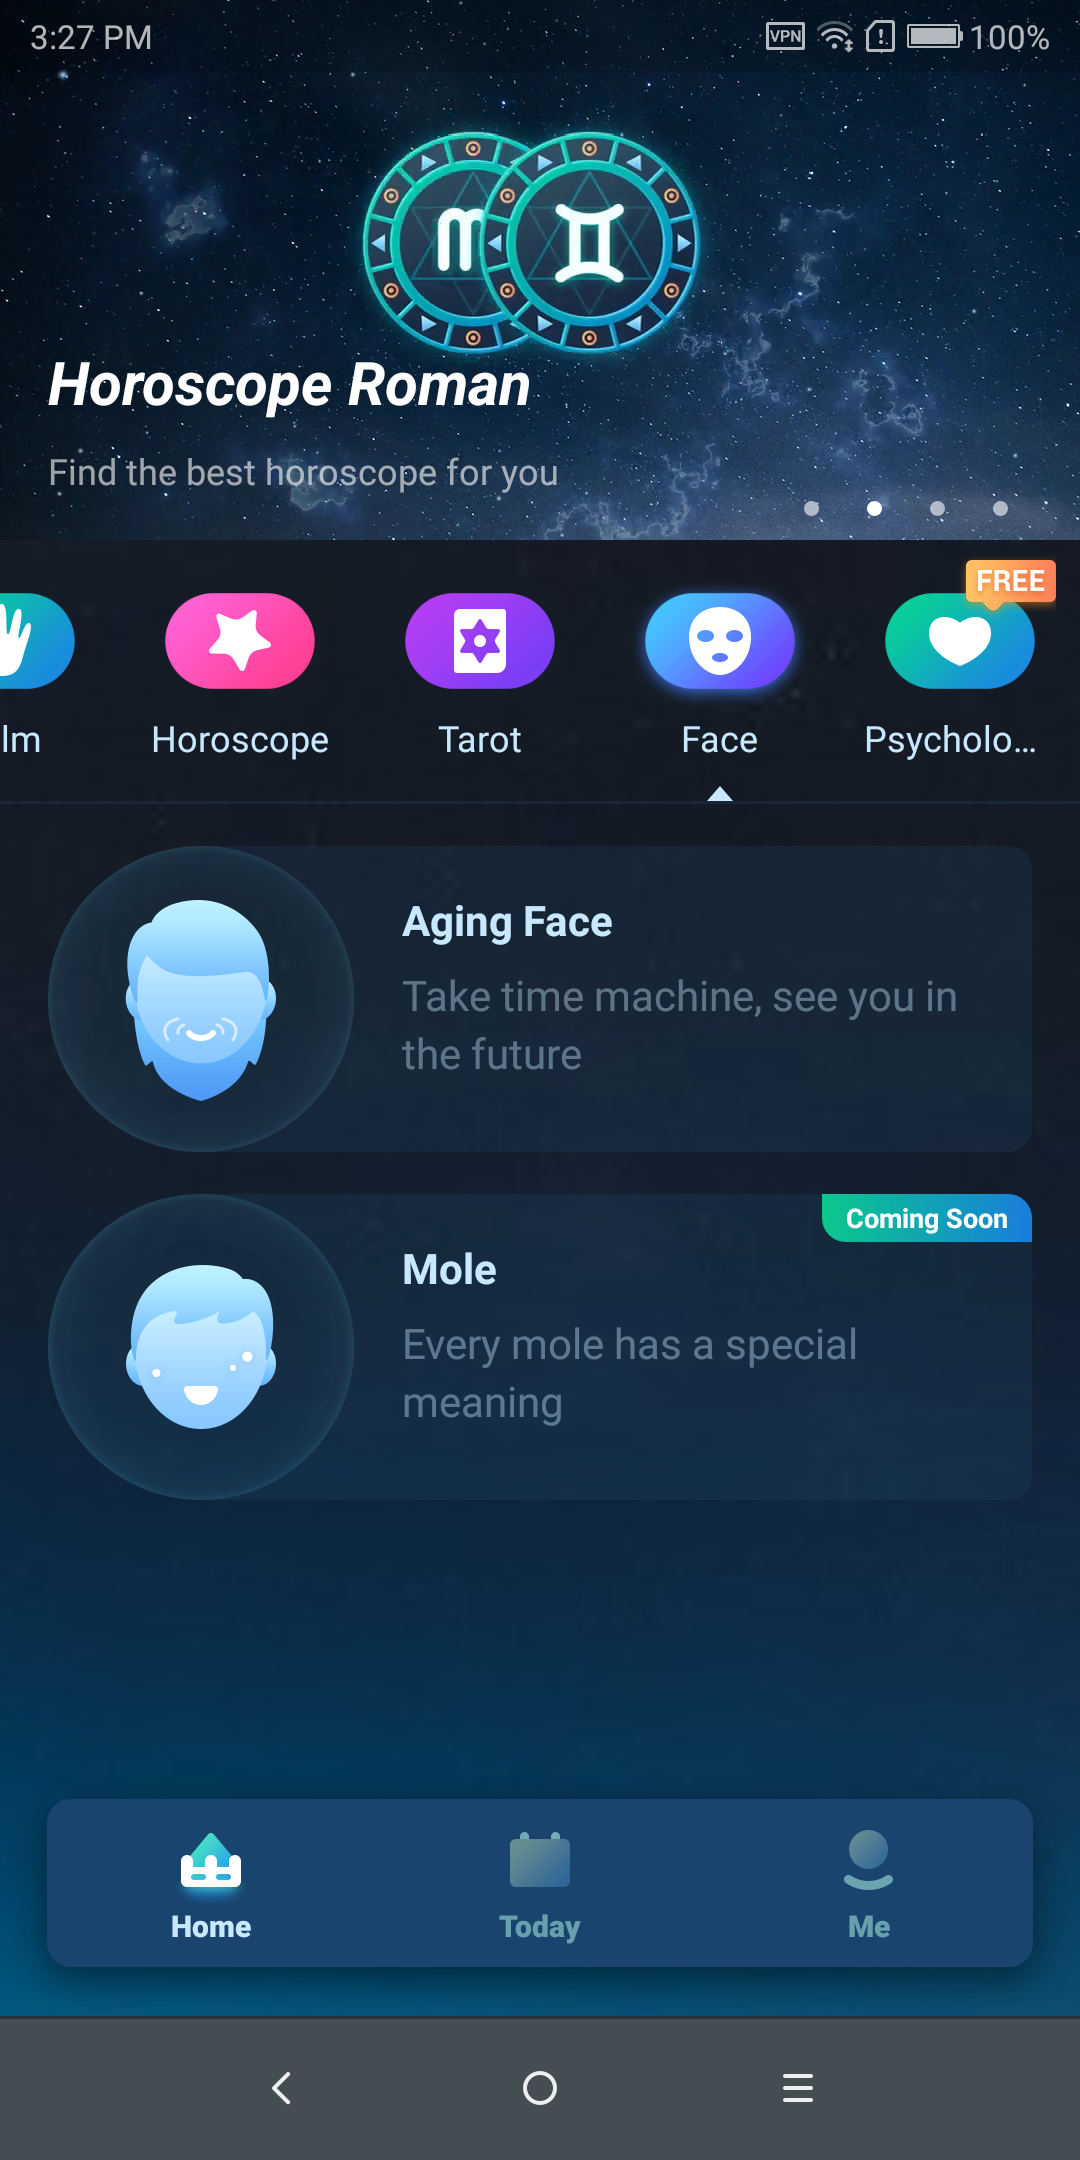 3:27 PM
VPN
100%
Horoscope Roman
Find the best horoscope for you
FREE
lm
Horoscope
Tarot
Face
Psycholo...
Aging Face
Take time machine, see you in
the future
Coming Soon
Mole
Every mole has a special
meaning
Home
Today
Me